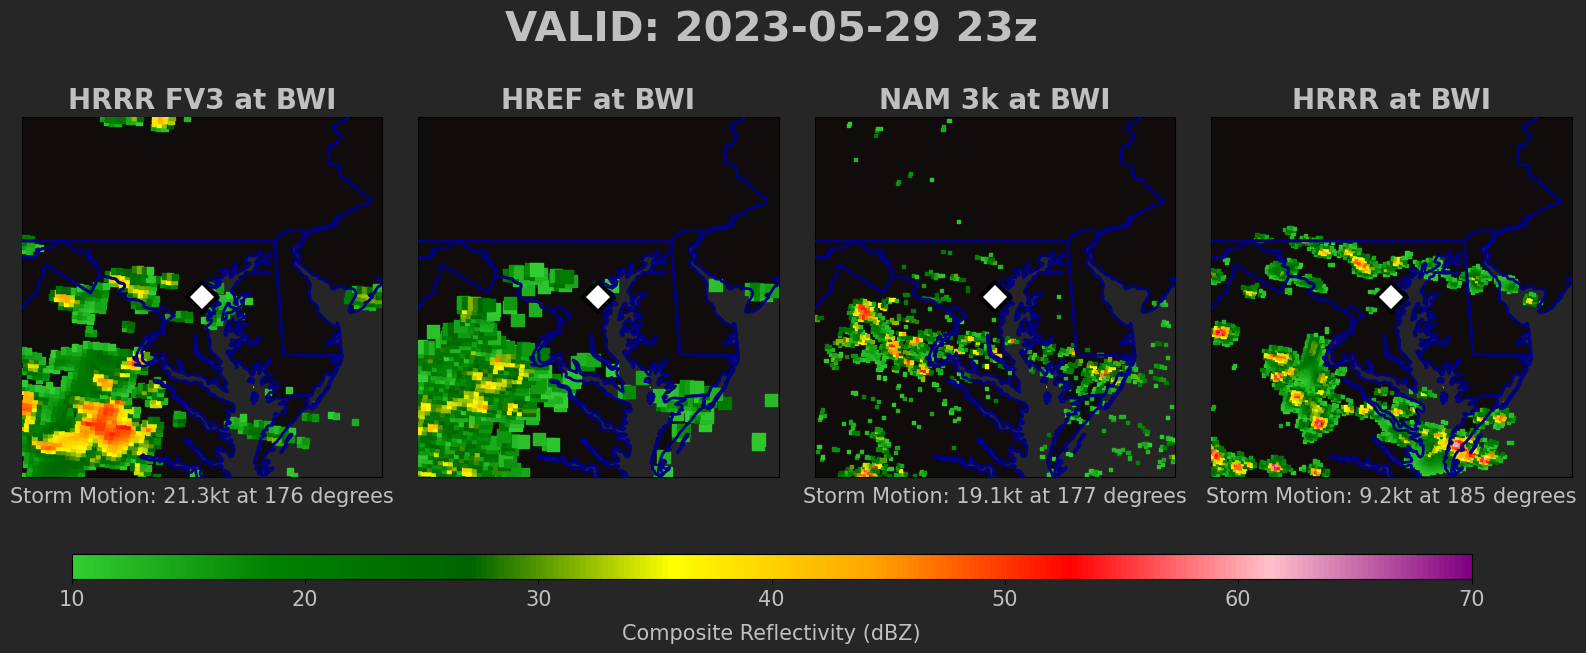 VALID: 2023-05-29 23z
HRRR FV3 at BWI
HREF at BWI
NAM 3k at BWI
HRRR at BWI
Storm Motion: 21.3kt at 176 degrees
Storm Motion: 19.1kt at 177 degrees
Storm Motion: 9.2kt at 185 degrees
10 20 30 40 50 60 70
Composite Reflectivity (dBZ)